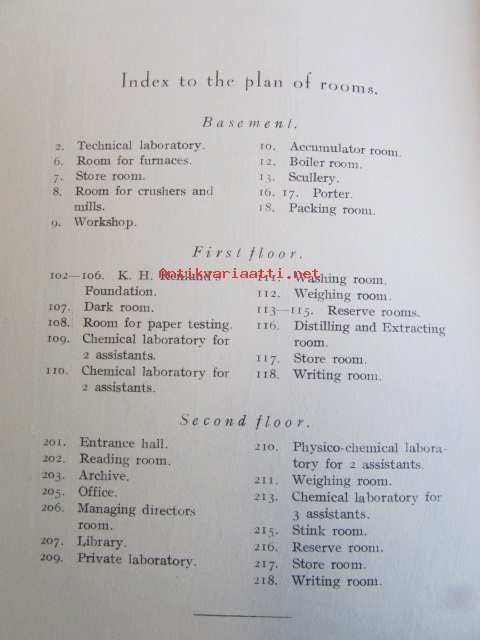 Index to the plan of rooms.
Basement.
2. Technical laboratory.
6. Room for furnaces.
7. Store room.
8. Room for crushers and
mills.
9. Workshop.
10. Accumulator room.
12. Boiler room.
13. Scullery.
16. 17. Porter.
18. Packing room.
First floor.
102—106. K. H. Renlund's
Foundation.
107. Dark room.
108. Room for paper testing.
109. Chemical laboratory for
2 assistants.
110. Chemical laboratory for
2 assistants.
111. Washing room.
112. Weighing room.
113—115. Reserve rooms.
116. Distilling and Extracting
room.
117. Store room.
118. Writing room.
Second floor.
201. Entrance hall.
202. Reading room.
203. Archive.
205. Office.
206. Managing directors
room.
207. Library.
209. Private laboratory.
210. Physico-chemical labora-
tory for 2 assistants.
211. Weighing room.
213. Chemical laboratory for
3 assistants.
215. Stink room.
216. Reserve room.
217. Store room.
218. Writing room.
@ntikvariaatti.net